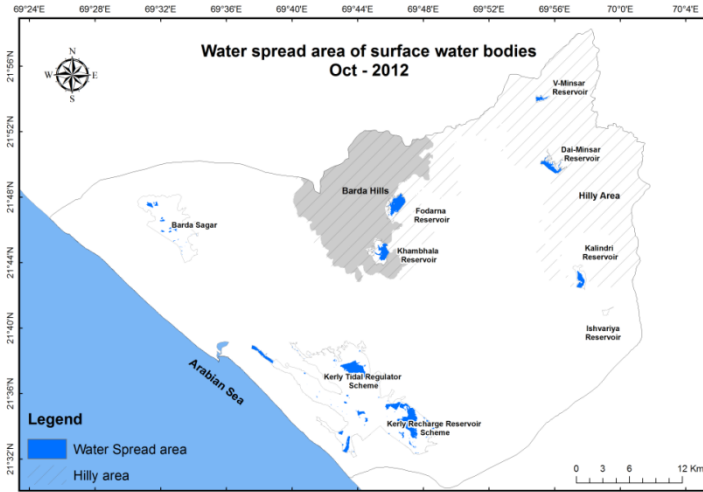 69°24'E 69°28'E 69°32'E 69°36'E 69°40'E 69°44'E 69°48'E 69°52'E 69°56'E 70°0'E 70°4'E
Water spread area of surface water bodies
Oct - 2012
N
W E
S
21°56'N
21°52'N
21°48'N
21°44'N
21°40'N
21°36'N
21°32'N
V-Minsar
Reservoir
Dai-Minsar
Reservoir
Barda Hills
Hilly Area
Fodarna
Reservoir
Barda Sagar
Khambhala
Reservoir
Kalindri
Reservoir
Ishvariya
Reservoir
Arabian Sea
Kerly Tidal Regulator
Scheme
Kerly Recharge Reservoir
Scheme
Legend
Water Spread area
Hilly area
0 3 6 12 Km